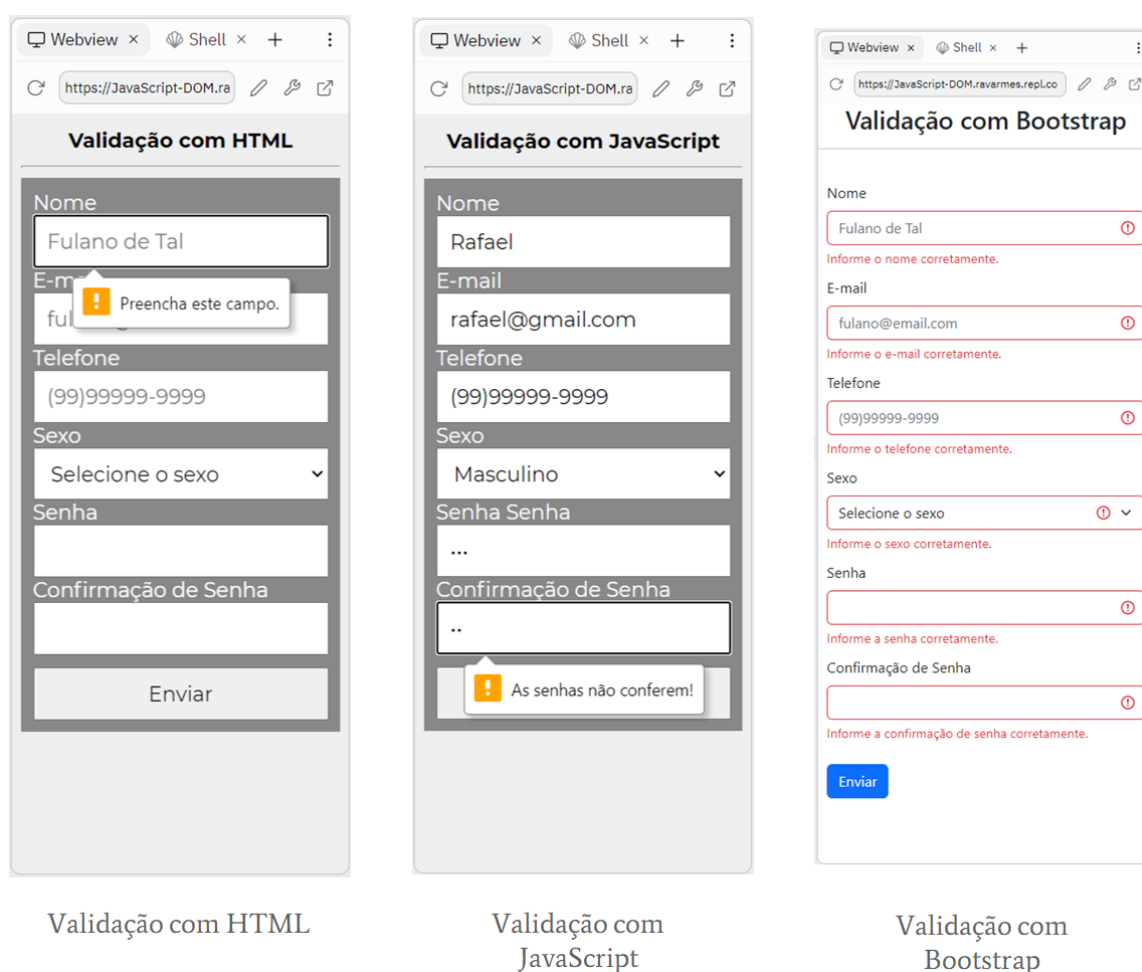 Webview × Shell × +
https://JavaScript-DOM.ra
Validação com HTML
Nome
Fulano de Tal
E-m
Preencha este campo.
ful
Telefone
(99)99999-9999
Sexo
Selecione o sexo
Senha
Confirmação de Senha
Enviar
Validação com HTML
Webview × Shell × +
https://JavaScript-DOM.ra
Validação com JavaScript
Nome
Rafael
E-mail
rafael@gmail.com
Telefone
(99)99999-9999
Sexo
Masculino
Senha Senha
•••
Confirmação de Senha
••
As senhas não conferem!
Validação com
JavaScript
Webview × Shell × +
https://JavaScript-DOM.ravarmes.repl.co
Validação com Bootstrap
Nome
Fulano de Tal
Informe o nome corretamente.
E-mail
fulano@email.com
Informe o e-mail corretamente.
Telefone
(99)99999-9999
Informe o telefone corretamente.
Sexo
Selecione o sexo
Informe o sexo corretamente.
Senha
Informe a senha corretamente.
Confirmação de Senha
Informe a confirmação de senha corretamente.
Enviar
Validação com
Bootstrap